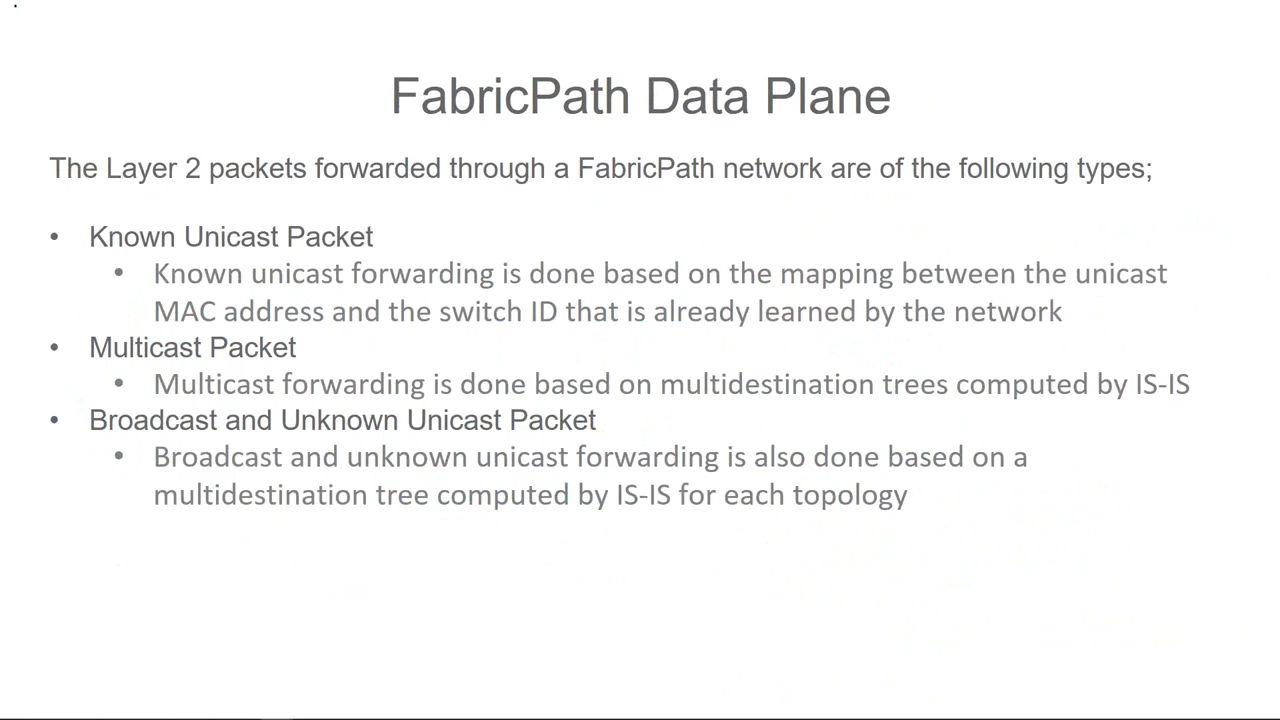 FabricPath Data Plane
The Layer 2 packets forwarded through a FabricPath network are of the following types;
• Known Unicast Packet
• Known unicast forwarding is done based on the mapping between the unicast
MAC address and the switch ID that is already learned by the network
• Multicast Packet
• Multicast forwarding is done based on multidestination trees computed by IS-IS
• Broadcast and Unknown Unicast Packet
• Broadcast and unknown unicast forwarding is also done based on a
multidestination tree computed by IS-IS for each topology